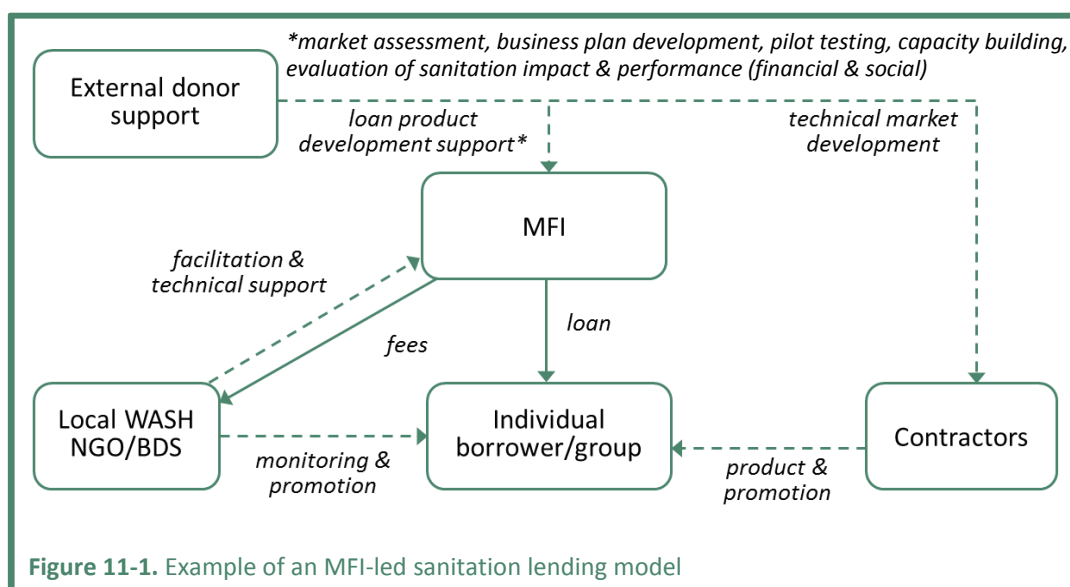 *market assessment, business plan development, pilot testing, capacity building,
evaluation of sanitation impact & performance (financial & social)
External donor
support
loan product
development support*
technical market
development
MFI
facilitation &
technical support
fees
loan
Local WASH
NGO/BDS
monitoring &
promotion
Individual
borrower/group
product &
promotion
Contractors
Figure 11-1. Example of an MFI-led sanitation lending model